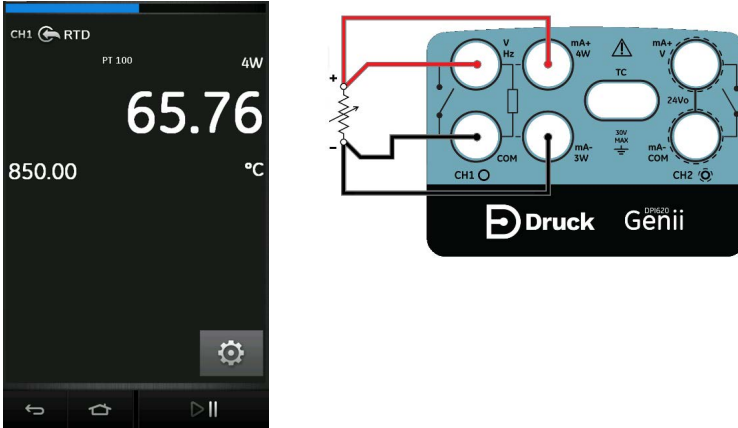 CH1 RTD
PT 100
4W
65.76
850.00 °C
+
−
V
Hz
mA+
4W
TC
mA+
V
24Vo
30V
MAX
COM
mA-
3W
mA-
COM
CH1
CH2
Druck
DPI620
Genii